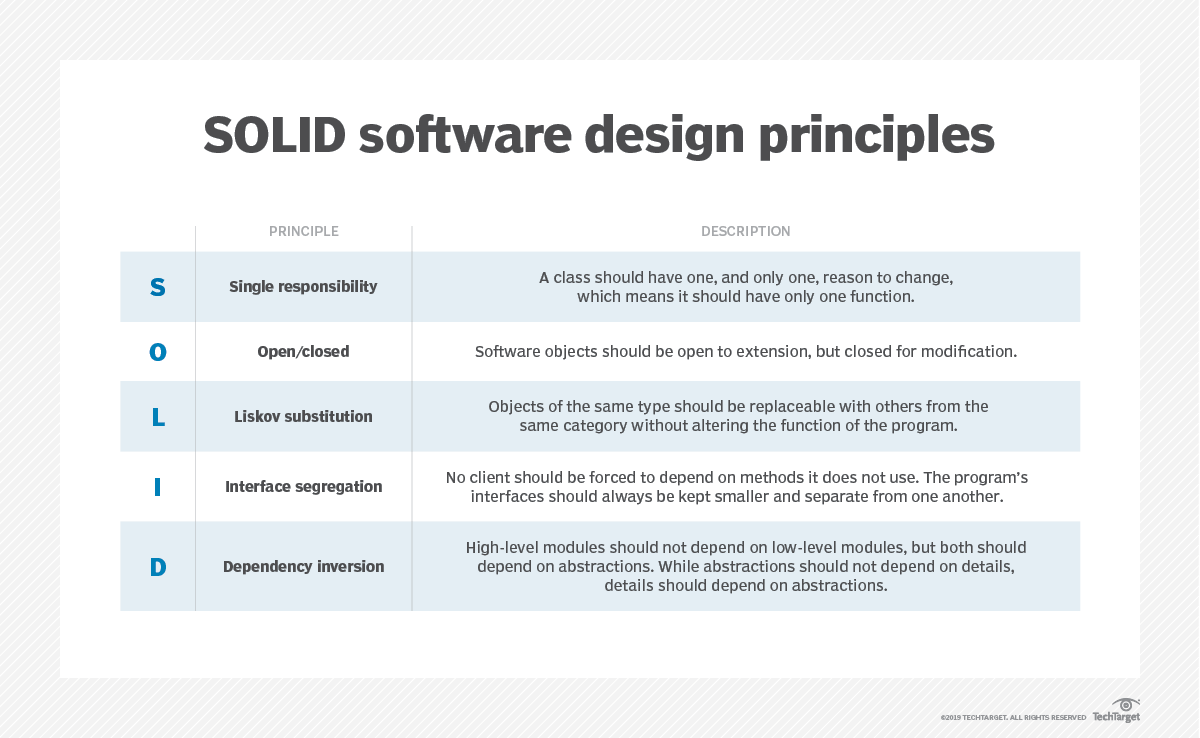 SOLID software design principles
PRINCIPLE
DESCRIPTION
S
Single responsibility
A class should have one, and only one, reason to change,
which means it should have only one function.
O
Open/closed
Software objects should be open to extension, but closed for modification.
L
Liskov substitution
Objects of the same type should be replaceable with others from the
same category without altering the function of the program.
I
Interface segregation
No client should be forced to depend on methods it does not use. The program’s
interfaces should always be kept smaller and separate from one another.
D
Dependency inversion
High-level modules should not depend on low-level modules, but both should
depend on abstractions. While abstractions should not depend on details,
details should depend on abstractions.
©2019 TECHTARGET. ALL RIGHTS RESERVED
TechTarget